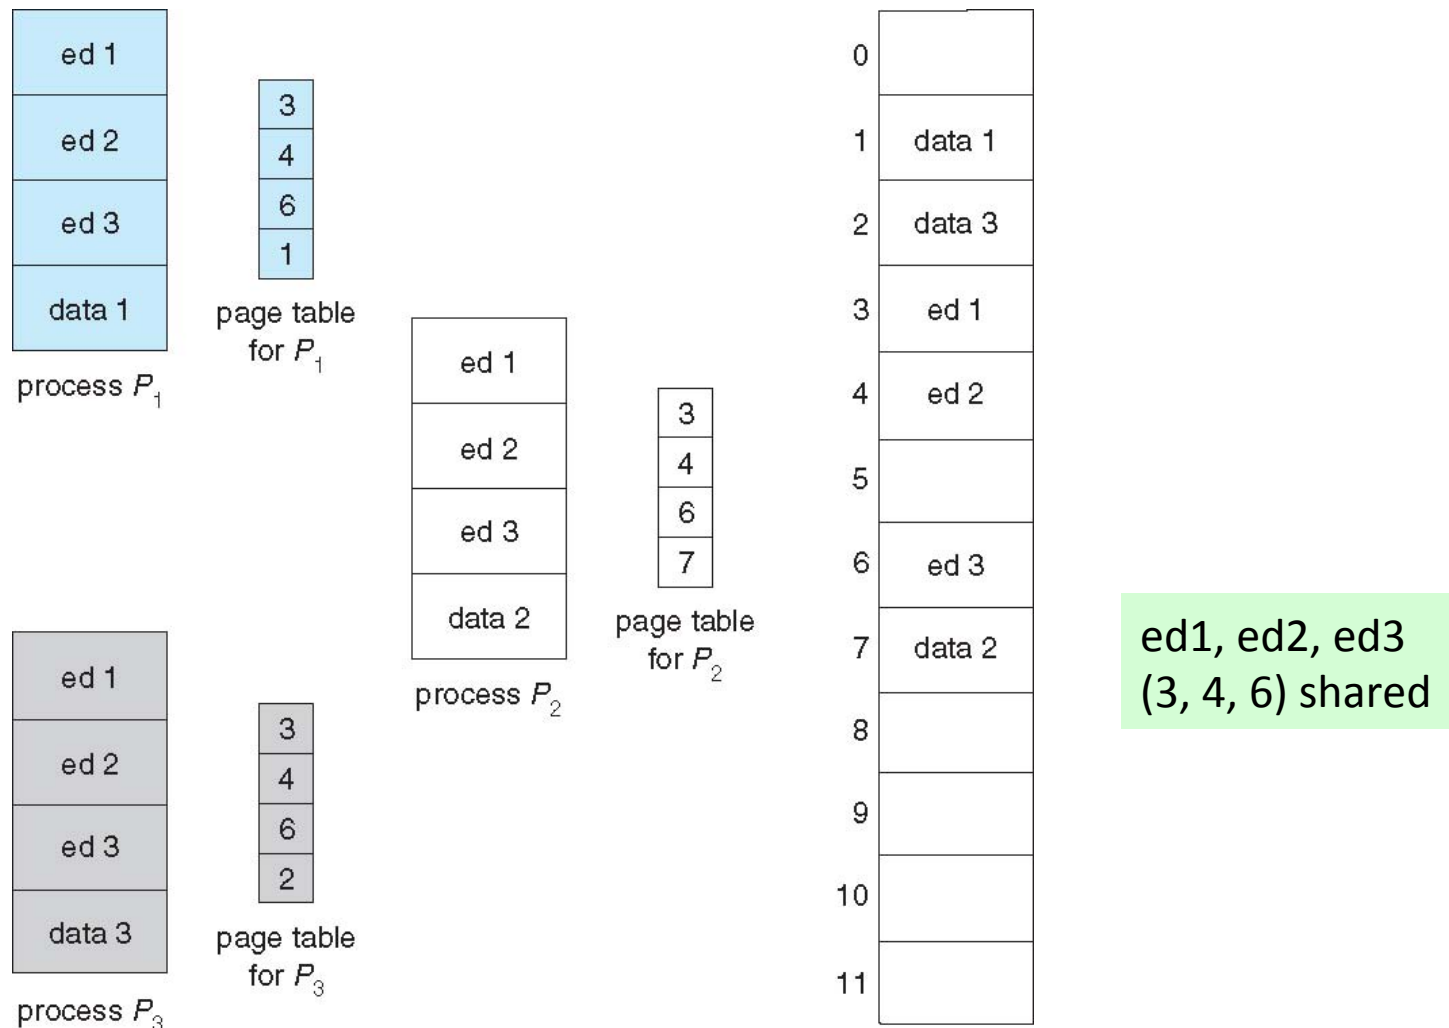 ed 1
ed 2
ed 3
data 1
process P1
3
4
6
1
page table
for P1
ed 1
ed 2
ed 3
data 2
process P2
3
4
6
7
page table
for P2
ed 1
ed 2
ed 3
data 3
process P3
3
4
6
2
page table
for P3
0
1 data 1
2 data 3
3 ed 1
4 ed 2
5
6 ed 3
7 data 2
8
9
10
11
ed1, ed2, ed3
(3, 4, 6) shared